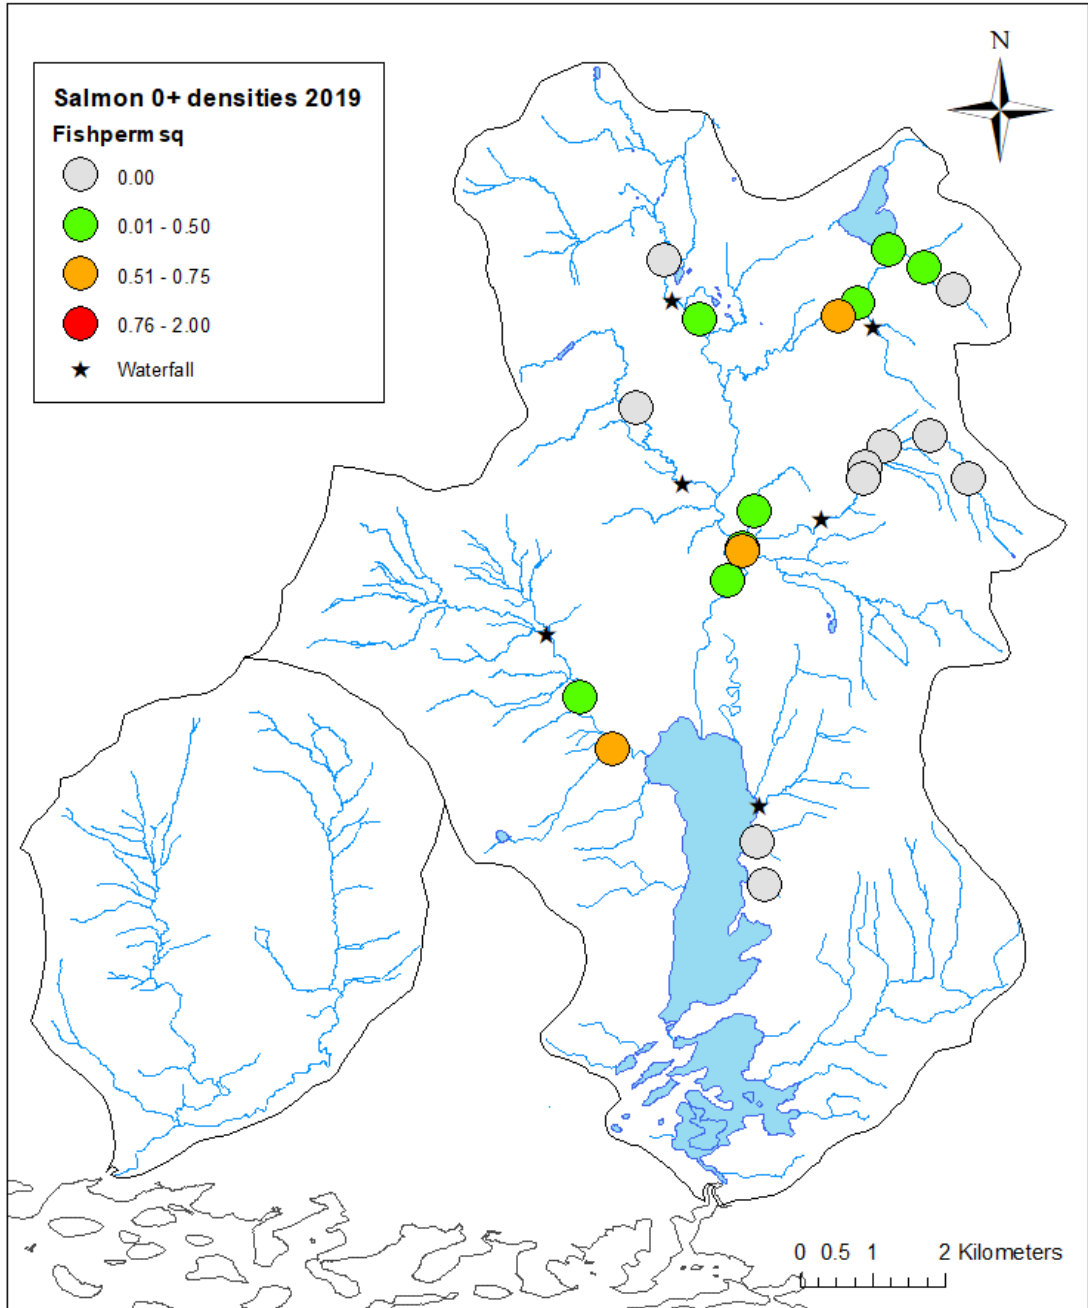 N
Salmon 0+ densities 2019
Fishperm sq
0.00
0.01 - 0.50
0.51 - 0.75
0.76 - 2.00
Waterfall
0 0.5 1 2 Kilometers